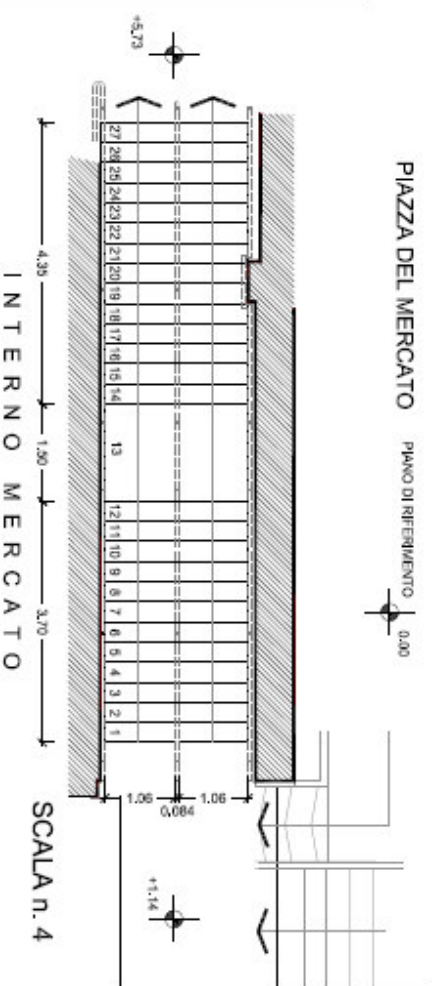 PIAZZA DEL MERCATO PIANO DI RIFERIMENTO 0.00
+5.73
27 26 25 24 23 22 21 20 19 18 17 16 15 14 13 12 11 10 9 8 7 6 5 4 3 2 1
1.06 0.084 1.06
+1.14
4.35 1.50 3.70
INTERNO MERCATO
SCALA n. 4